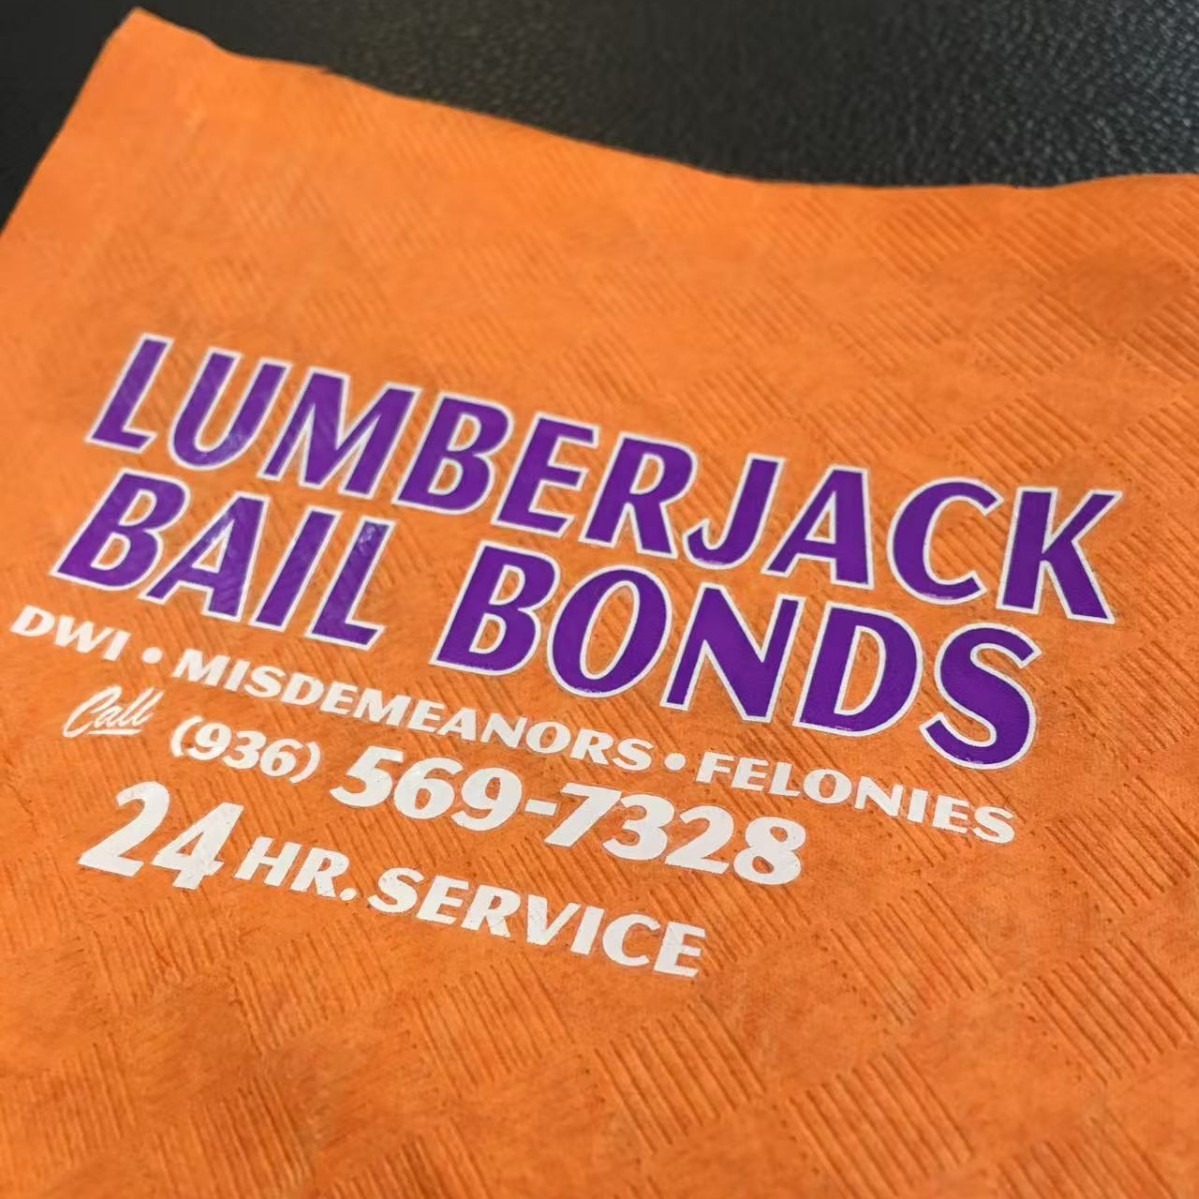 LUMBERJACK
BAIL BONDS
DWI • MISDEMEANORS • FELONIES
Call (936) 569-7328
24 HR. SERVICE